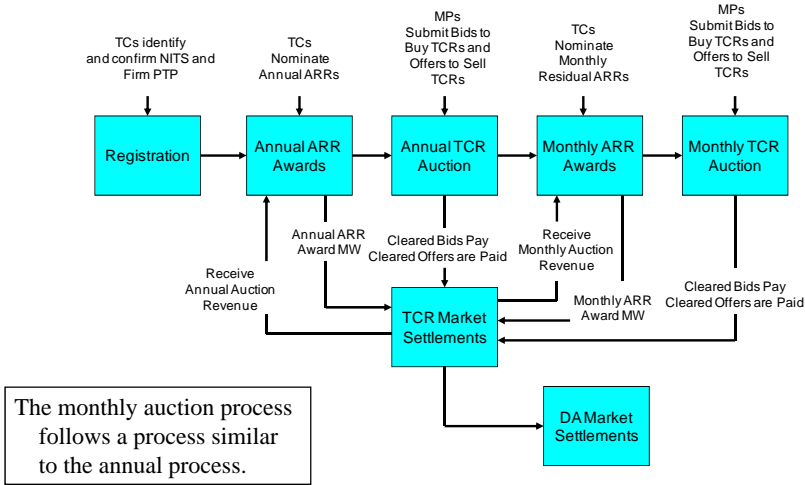 TCs identify
and confirm NITS and
Firm PTP
TCs
Nominate
Annual ARRs
MPs
Submit Bids to
Buy TCRs and
Offers to Sell
TCRs
TCs
Nominate
Monthly
Residual ARRs
MPs
Submit Bids to
Buy TCRs and
Offers to Sell
TCRs
Registration
Annual ARR
Awards
Annual TCR
Auction
Monthly ARR
Awards
Monthly TCR
Auction
Receive
Annual Auction
Revenue
Annual ARR
Award MW
Cleared Bids Pay
Cleared Offers are Paid
Receive
Monthly Auction
Revenue
Monthly ARR
Award MW
Cleared Bids Pay
Cleared Offers are Paid
TCR Market
Settlements
DA Market
Settlements
The monthly auction process
follows a process similar
to the annual process.